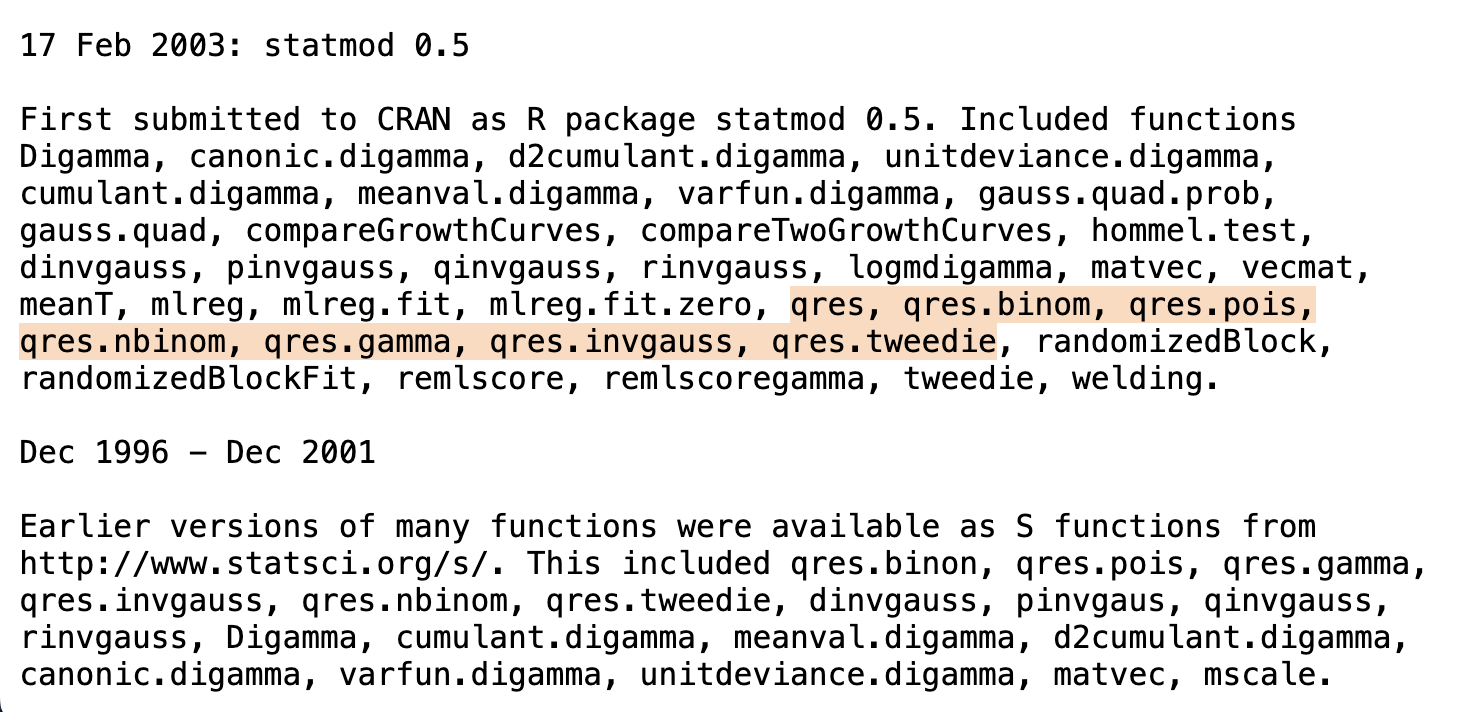 17 Feb 2003: statmod 0.5
First submitted to CRAN as R package statmod 0.5. Included functions
Digamma, canonic.digamma, d2cumulant.digamma, unitdeviance.digamma,
cumulant.digamma, meanval.digamma, varfun.digamma, gauss.quad.prob,
gauss.quad, compareGrowthCurves, compareTwoGrowthCurves, hommel.test,
dinvgauss, pinvgauss, qinvgauss, rinvgauss, logmdigamma, matvec, vecmat,
meanT, mlreg, mlreg.fit, mlreg.fit.zero, qres, qres.binom, qres.pois,
qres.nbinom, qres.gamma, qres.invgauss, qres.tweedie, randomizedBlock,
randomizedBlockFit, remlscore, remlscoregamma, tweedie, welding.
Dec 1996 – Dec 2001
Earlier versions of many functions were available as S functions from
http://www.statsci.org/s/. This included qres.binon, qres.pois, qres.gamma,
qres.invgauss, qres.nbinom, qres.tweedie, dinvgauss, pinvgaus, qinvgauss,
rinvgauss, Digamma, cumulant.digamma, meanval.digamma, d2cumulant.digamma,
canonic.digamma, varfun.digamma, unitdeviance.digamma, matvec, mscale.